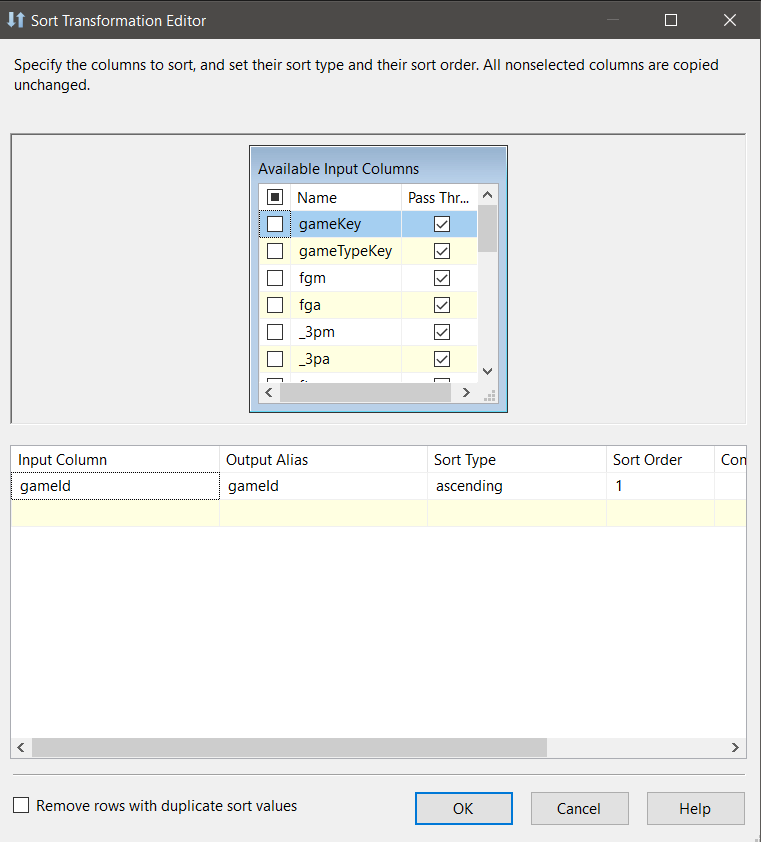 Sort Transformation Editor
Specify the columns to sort, and set their sort type and their sort order. All nonselected columns are copied
unchanged.
Available Input Columns
Name Pass Thr...
gameKey
gameTypeKey
fgm
fga
_3pm
_3pa
Input Column Output Alias Sort Type Sort Order Con
gameId gameId ascending 1
Remove rows with duplicate sort values OK Cancel Help